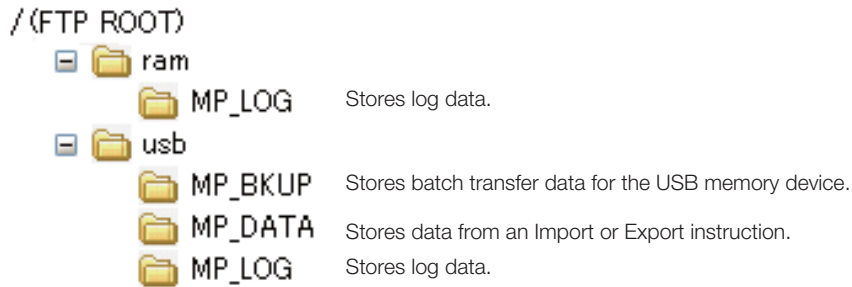 /(FTP ROOT)
ram
MP_LOG Stores log data.
usb
MP_BKUP Stores batch transfer data for the USB memory device.
MP_DATA Stores data from an Import or Export instruction.
MP_LOG Stores log data.